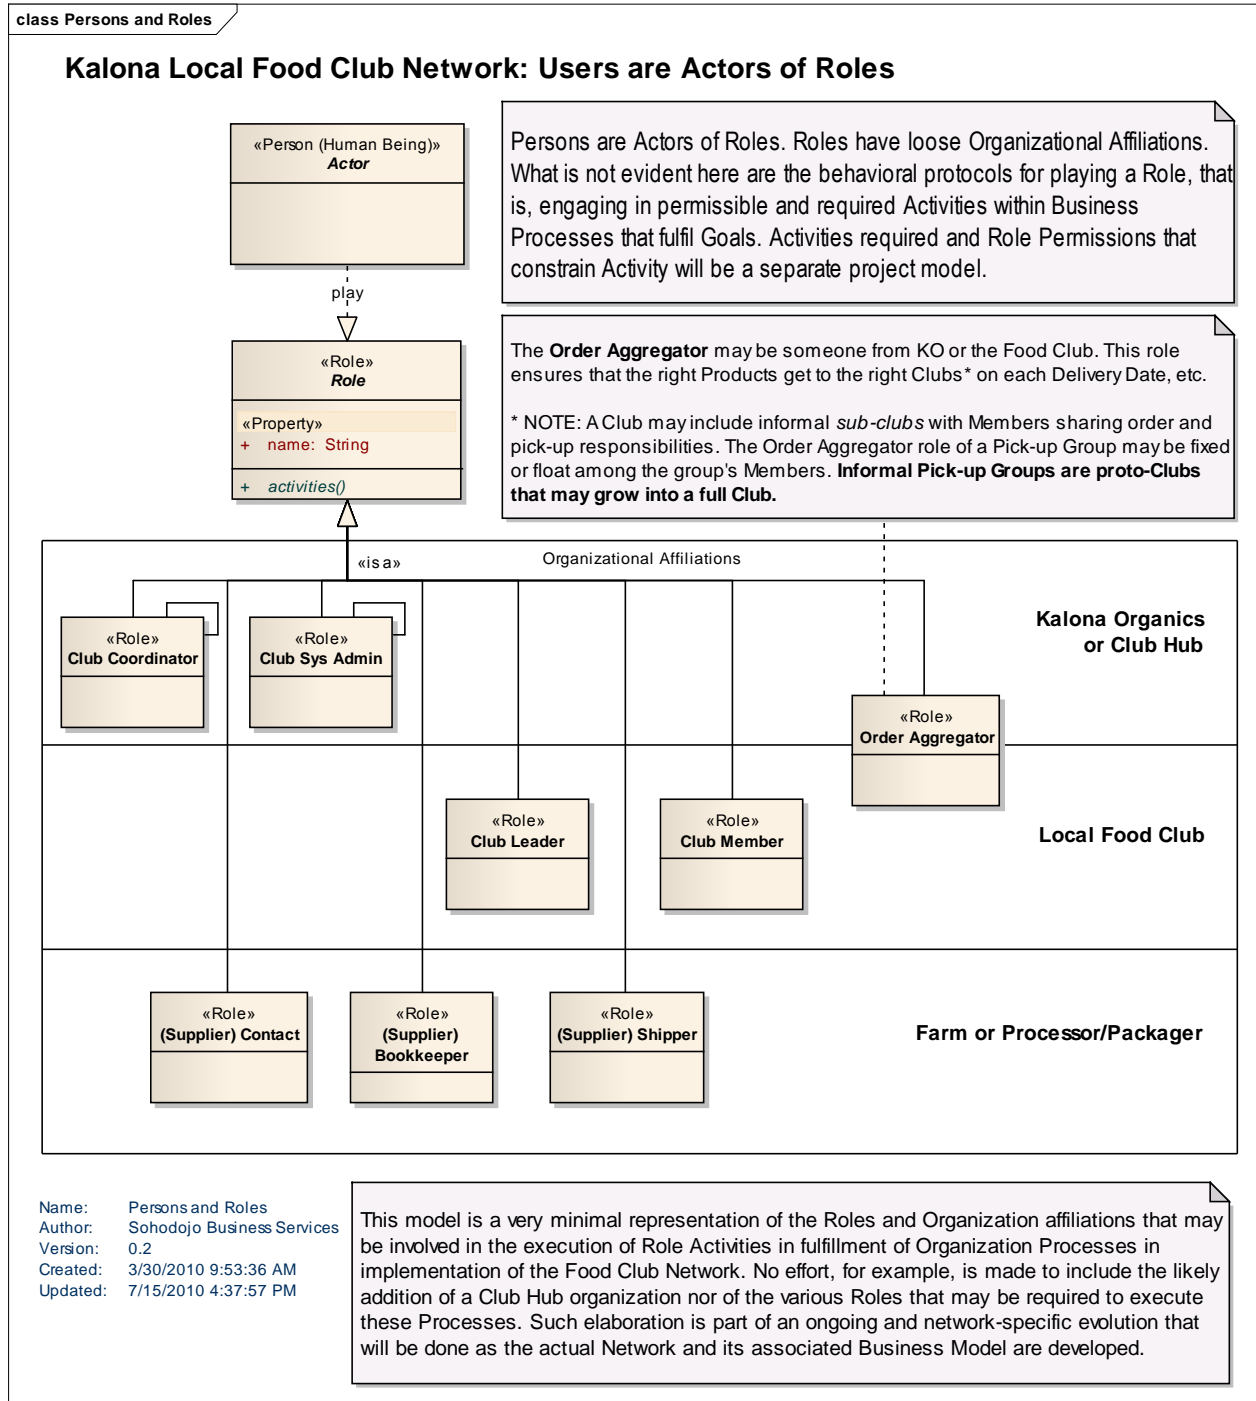 class Persons and Roles
Kalona Local Food Club Network: Users are Actors of Roles
«Person (Human Being)»
Actor
Persons are Actors of Roles. Roles have loose Organizational Affiliations.
What is not evident here are the behavioral protocols for playing a Role, that
is, engaging in permissible and required Activities within Business
Processes that fulfil Goals. Activities required and Role Permissions that
constrain Activity will be a separate project model.
play
«Role»
Role
«Property»
+ name: String
+ activities()
The Order Aggregator may be someone from KO or the Food Club. This role
ensures that the right Products get to the right Clubs* on each Delivery Date, etc.
* NOTE: A Club may include informal sub-clubs with Members sharing order and
pick-up responsibilities. The Order Aggregator role of a Pick-up Group may be fixed
or float among the group's Members. Informal Pick-up Groups are proto-Clubs
that may grow into a full Club.
«is a»
Organizational Affiliations
«Role»
Club Coordinator
«Role»
Club Sys Admin
Kalona Organics
or Club Hub
«Role»
Order Aggregator
«Role»
Club Leader
«Role»
Club Member
Local Food Club
«Role»
(Supplier) Contact
«Role»
(Supplier)
Bookkeeper
«Role»
(Supplier) Shipper
Farm or Processor/Packager
Name: Persons and Roles
Author: Sohodojo Business Services
Version: 0.2
Created: 3/30/2010 9:53:36 AM
Updated: 7/15/2010 4:37:57 PM
This model is a very minimal representation of the Roles and Organization affiliations that may
be involved in the execution of Role Activities in fulfillment of Organization Processes in
implementation of the Food Club Network. No effort, for example, is made to include the likely
addition of a Club Hub organization nor of the various Roles that may be required to execute
these Processes. Such elaboration is part of an ongoing and network-specific evolution that
will be done as the actual Network and its associated Business Model are developed.